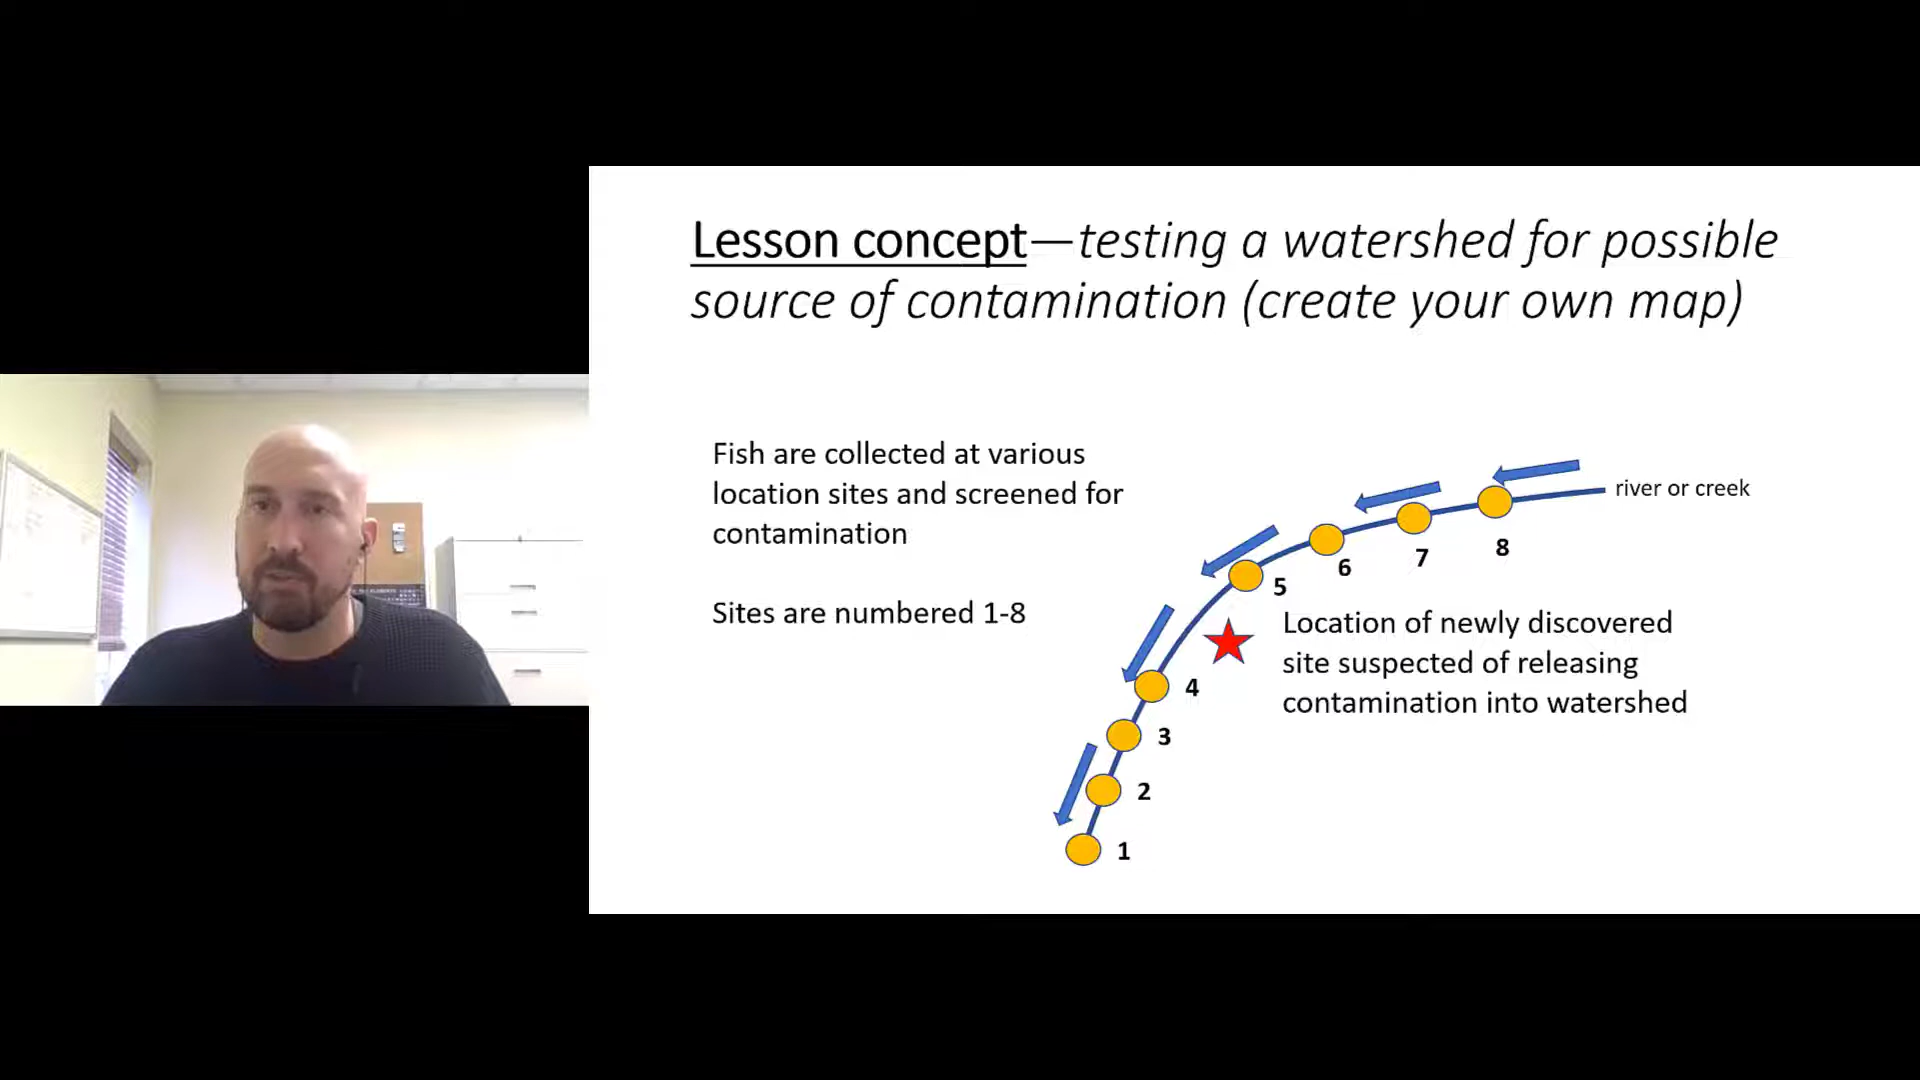 Lesson concept—testing a watershed for possible
source of contamination (create your own map)
Fish are collected at various
location sites and screened for
contamination
Sites are numbered 1-8
river or creek
8
7
6
5
Location of newly discovered
site suspected of releasing
contamination into watershed
4
3
2
1